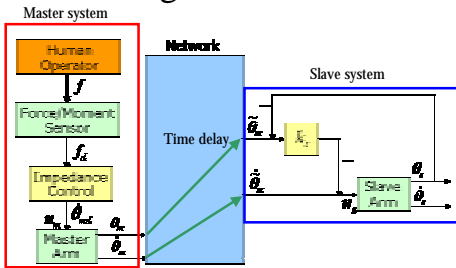 Master system
Network
Human
Operator
Slave system
f
Force/Moment
Sensor
Time delay
Impedance
Control
Slave
Arm
Master
Arm